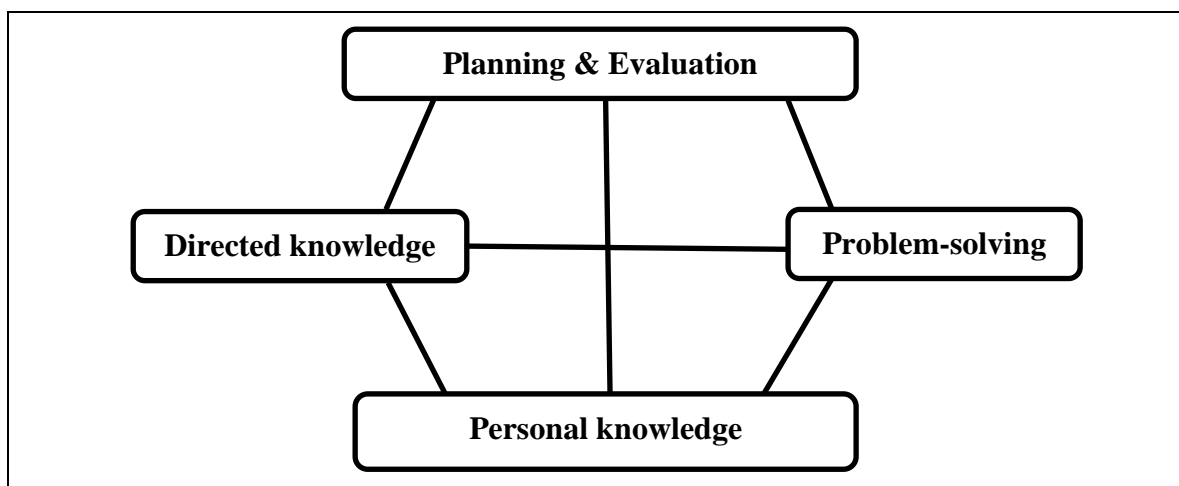 Planning & Evaluation
Directed knowledge
Problem-solving
Personal knowledge